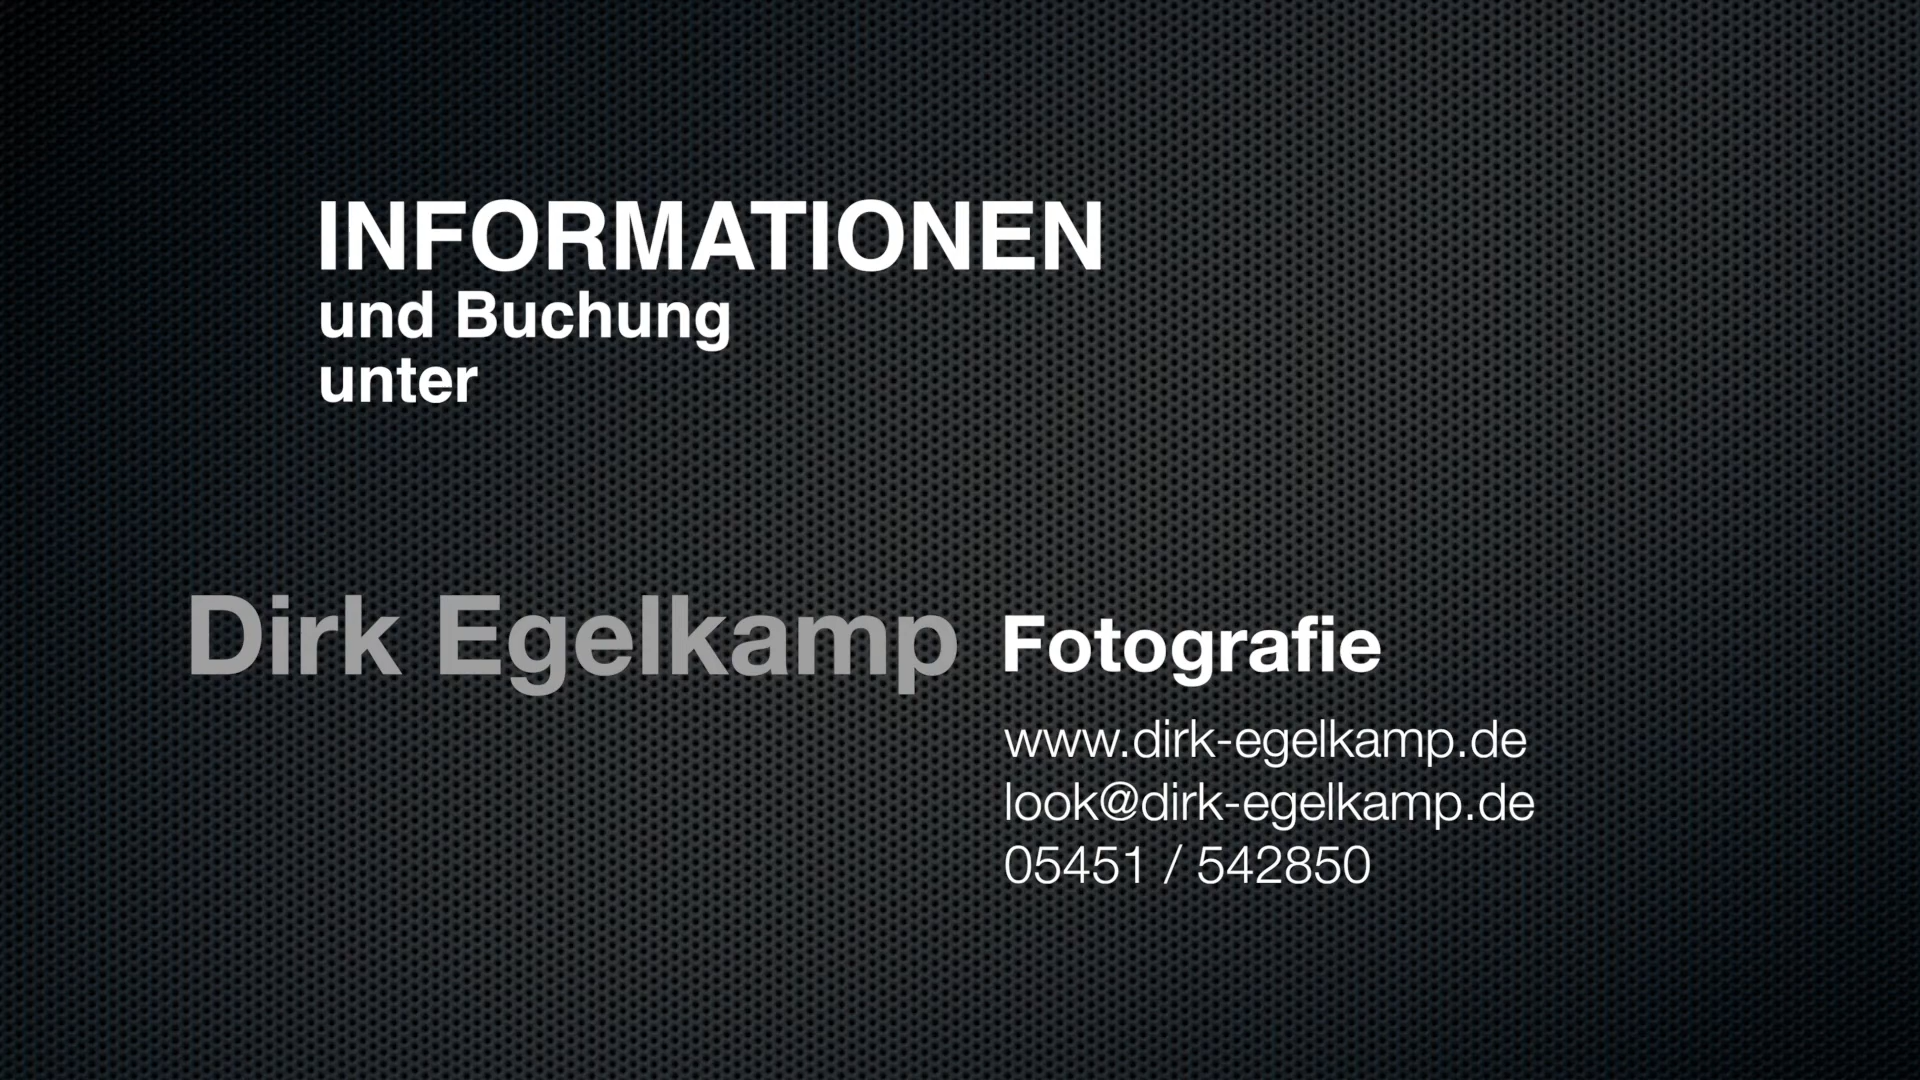 INFORMATIONEN
und Buchung
unter
Dirk Egelkamp Fotografie
www.dirk-egelkamp.de
look@dirk-egelkamp.de
05451 / 542850